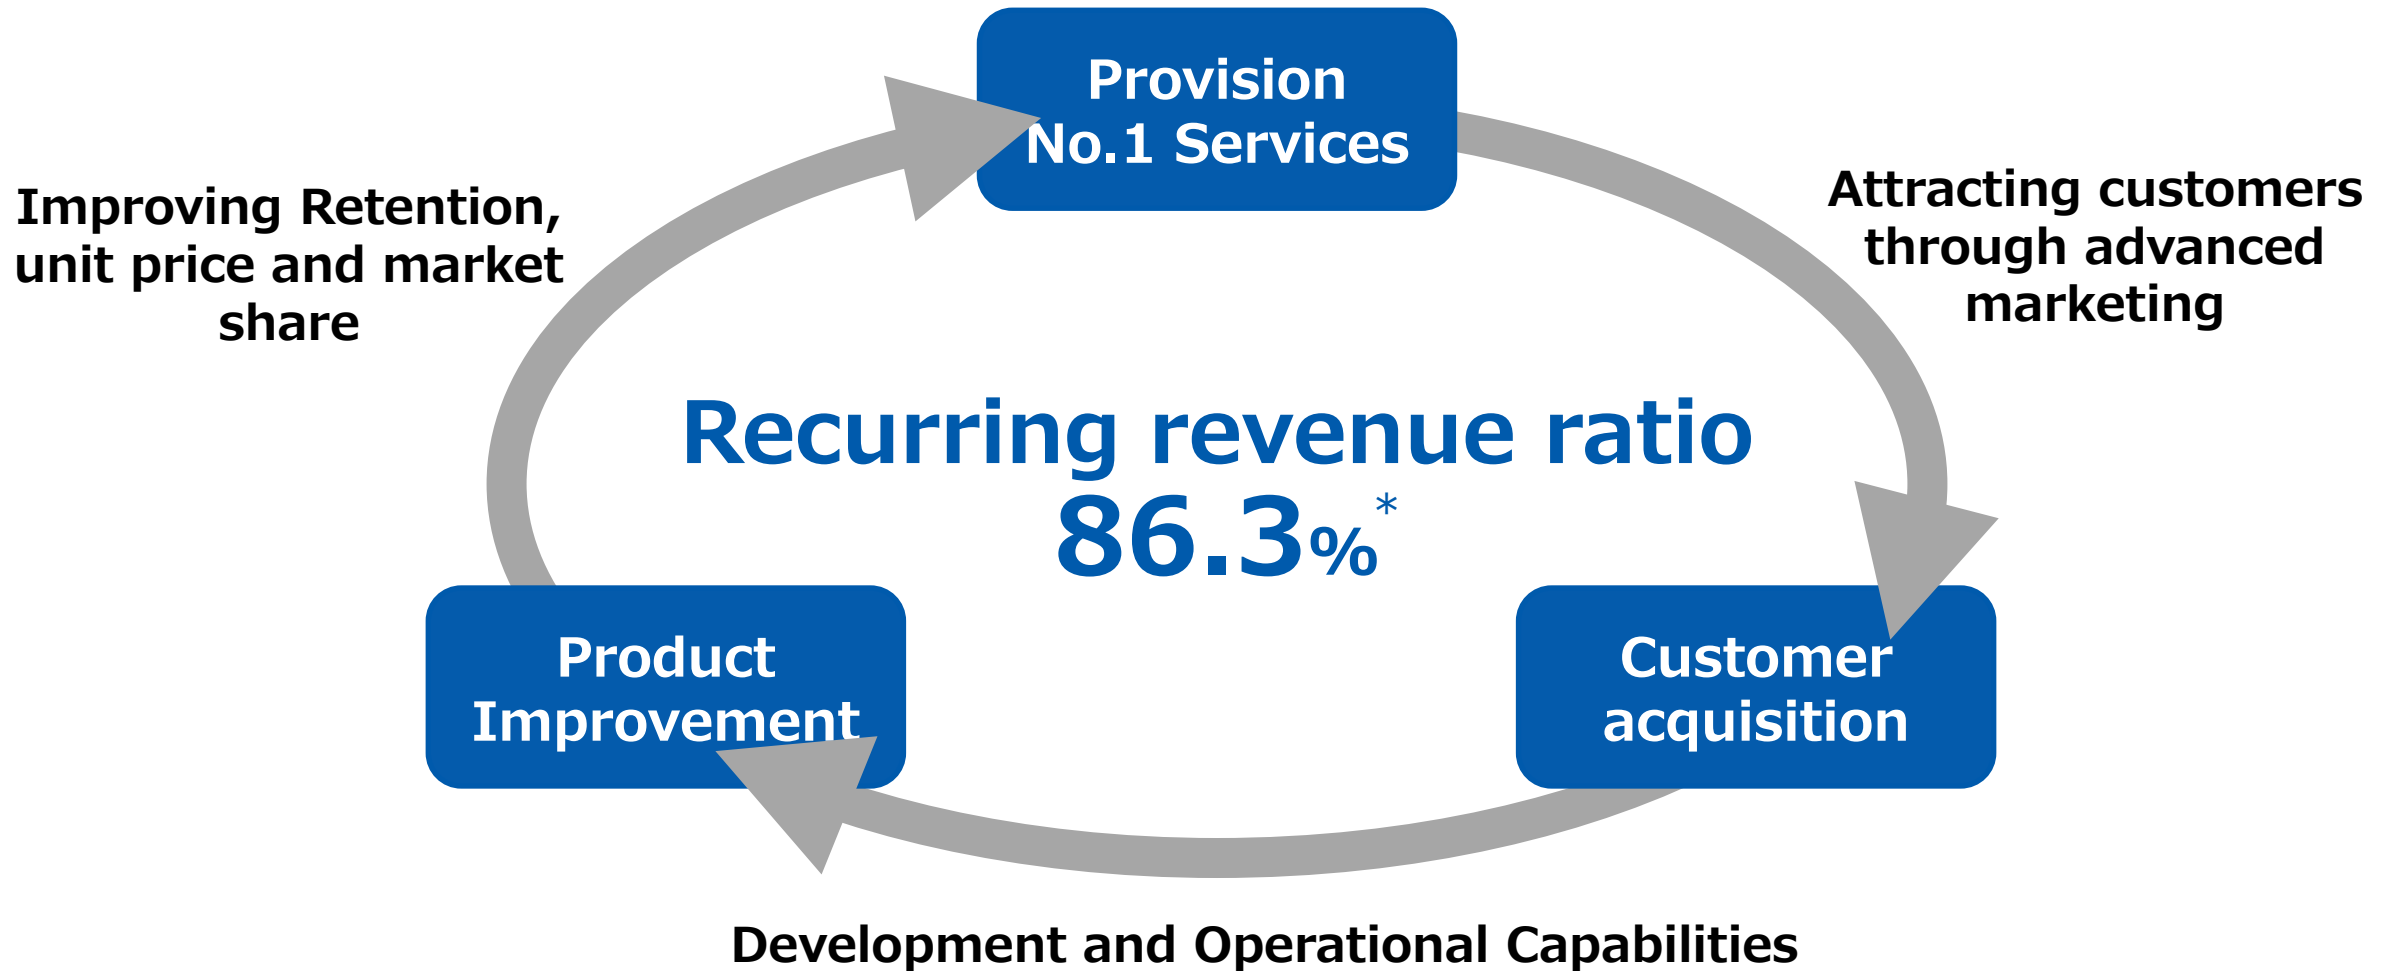 Provision
No.1 Services
Improving Retention,
unit price and market
share
Attracting customers
through advanced
marketing
Recurring revenue ratio
86.3%*
Product
Improvement
Customer
acquisition
Development and Operational Capabilities